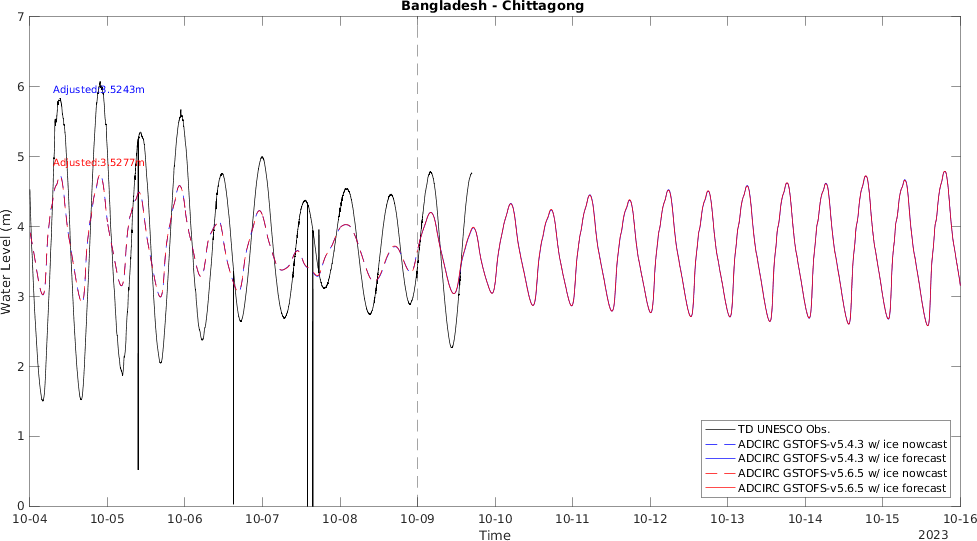 Bangladesh - Chittagong
7
6
5
4
3
2
1
0
Water Level (m)
Adjusted:3.5243m
Adjusted:3.5277m
TD UNESCO Obs.
ADCIRC GSTOFS-v5.4.3 w/ ice nowcast
ADCIRC GSTOFS-v5.4.3 w/ ice forecast
ADCIRC GSTOFS-v5.6.5 w/ ice nowcast
ADCIRC GSTOFS-v5.6.5 w/ ice forecast
10-04 10-05 10-06 10-07 10-08 10-09 10-10 10-11 10-12 10-13 10-14 10-15 10-16
Time
2023